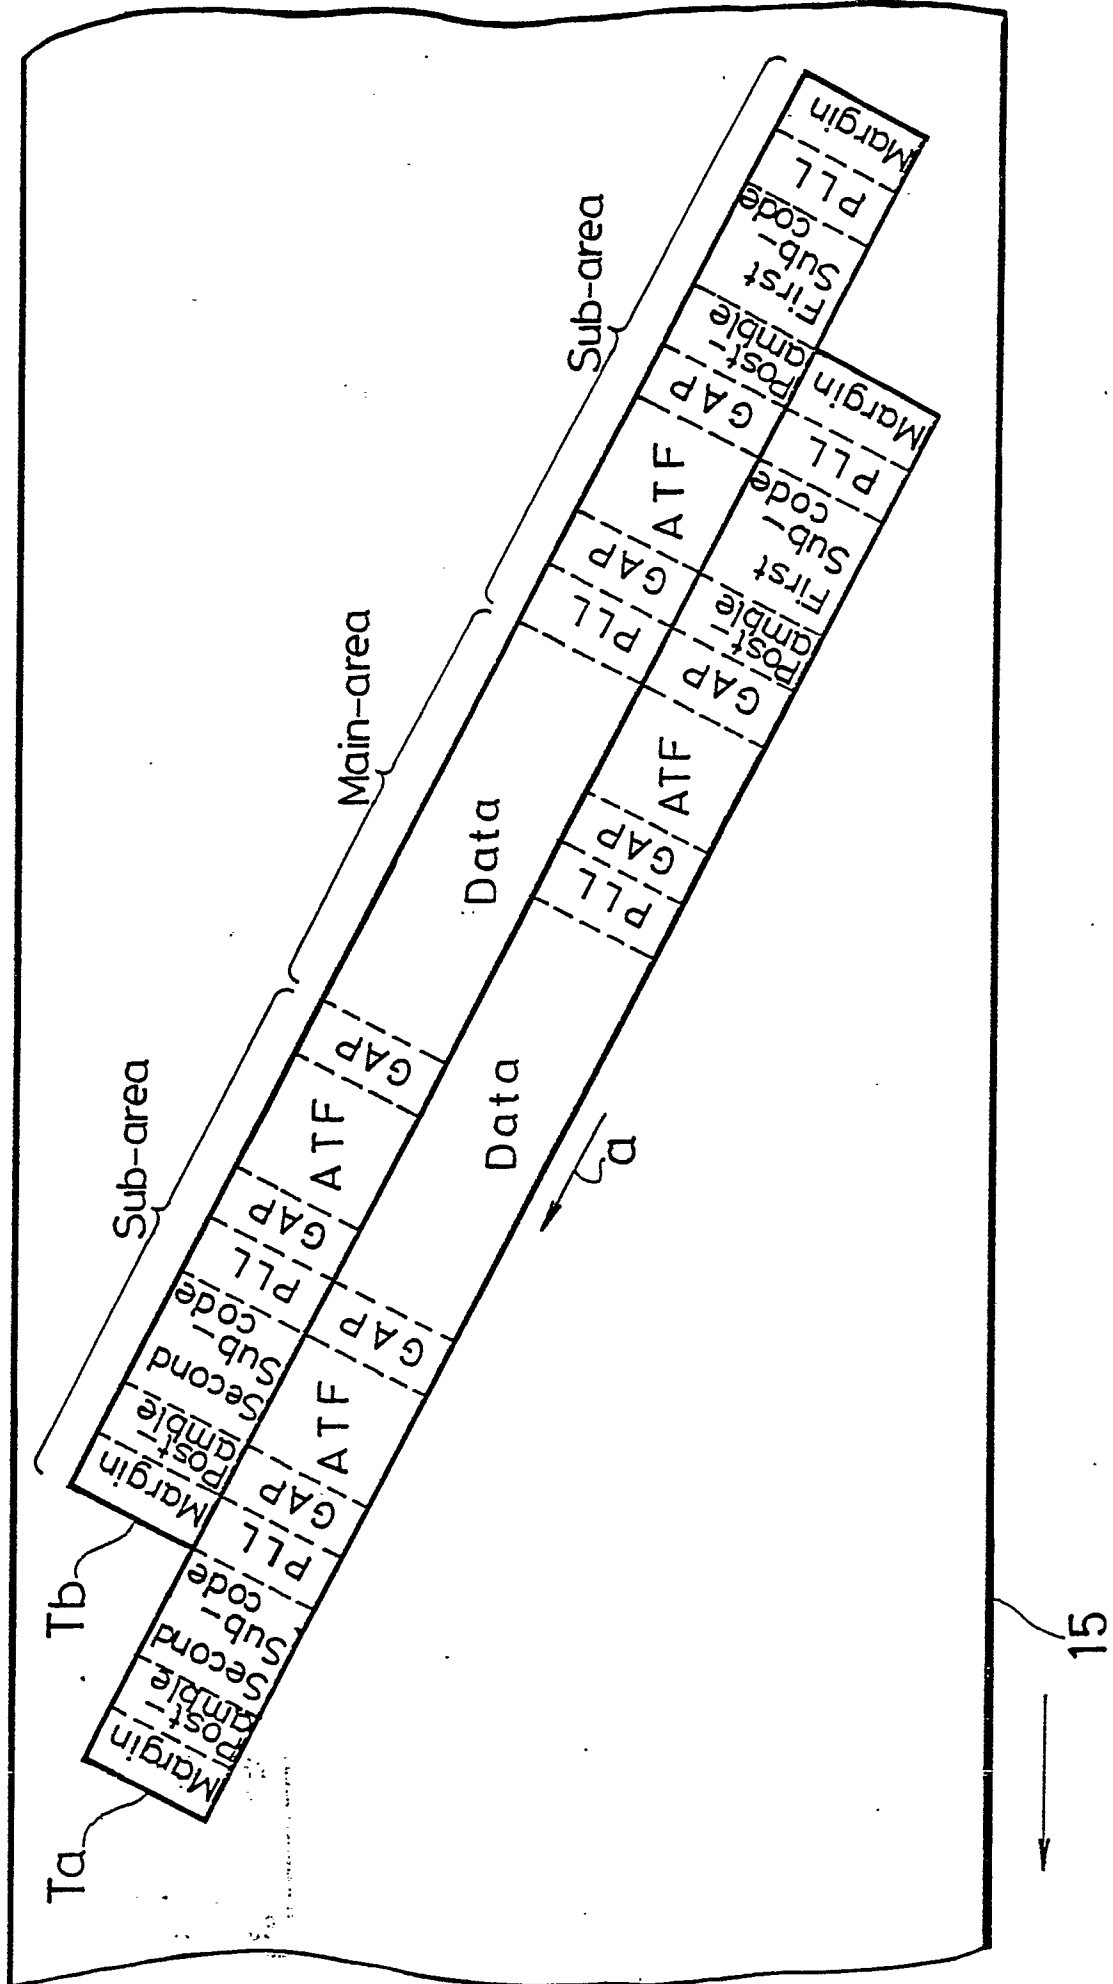 Sub-area
Main-area
Sub-area
Tb
Margin
Post-
amble
Second
Sub-
code
PLL
GAP
ATF
GAP
Data
PLL
GAP
ATF
GAP
Post-
amble
First
Sub-
code
PLL
Margin
Ta
Margin
Post-
amble
Second
Sub-
code
PLL
GAP
ATF
GAP
Data
PLL
GAP
ATF
GAP
Post-
amble
First
Sub-
code
PLL
Margin
a
15